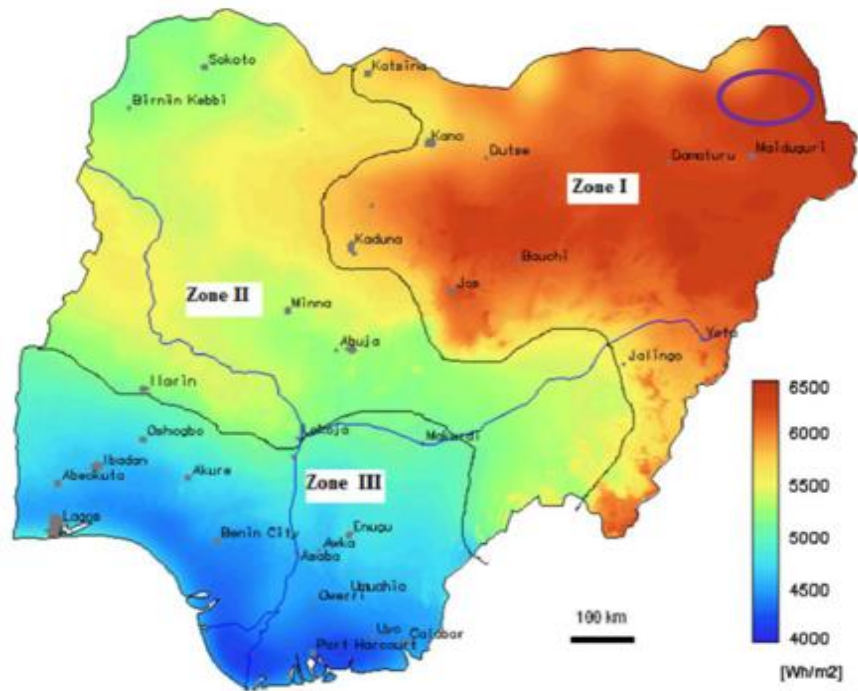 Sokoto
Katsina
Birnin Kebbi
Kano
Dutse
Damaturu
Maiduguri
Zone I
Kaduna
Bauchi
Jos
Zone II
Minna
Abuja
Yola
Jalingo
Ilorin
6500
6000
5500
5000
4500
4000
[Wh/m2]
Oshogbo
Lokoja
Makurdi
Ibadan
Abeokuta
Akure
Zone III
Lagos
Benin City
Enugu
Awka
Asaba
Umuahia
Owerri
Uyo
Calabar
Port Harcourt
100 km